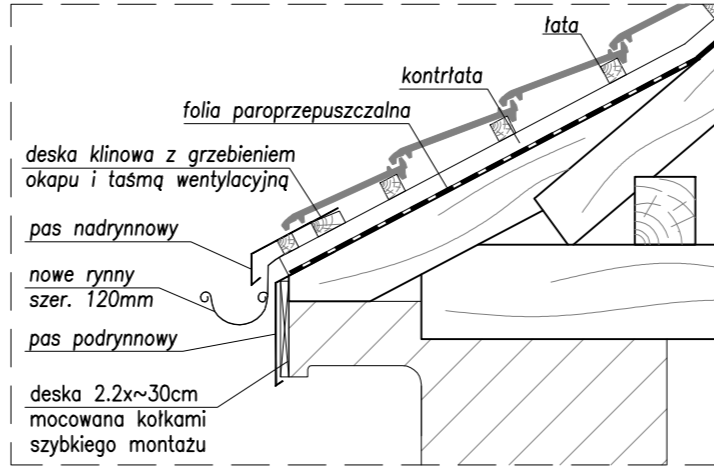 łata
kontrłata
folia paroprzepuszczalna
deska klinowa z grzebieniem
okapu i taśmą wentylacyjną
pas nadrynnowy
nowe rynny
szer. 120mm
pas podrynnowy
deska 2.2x~30cm
mocowana kołkami
szybkiego montażu